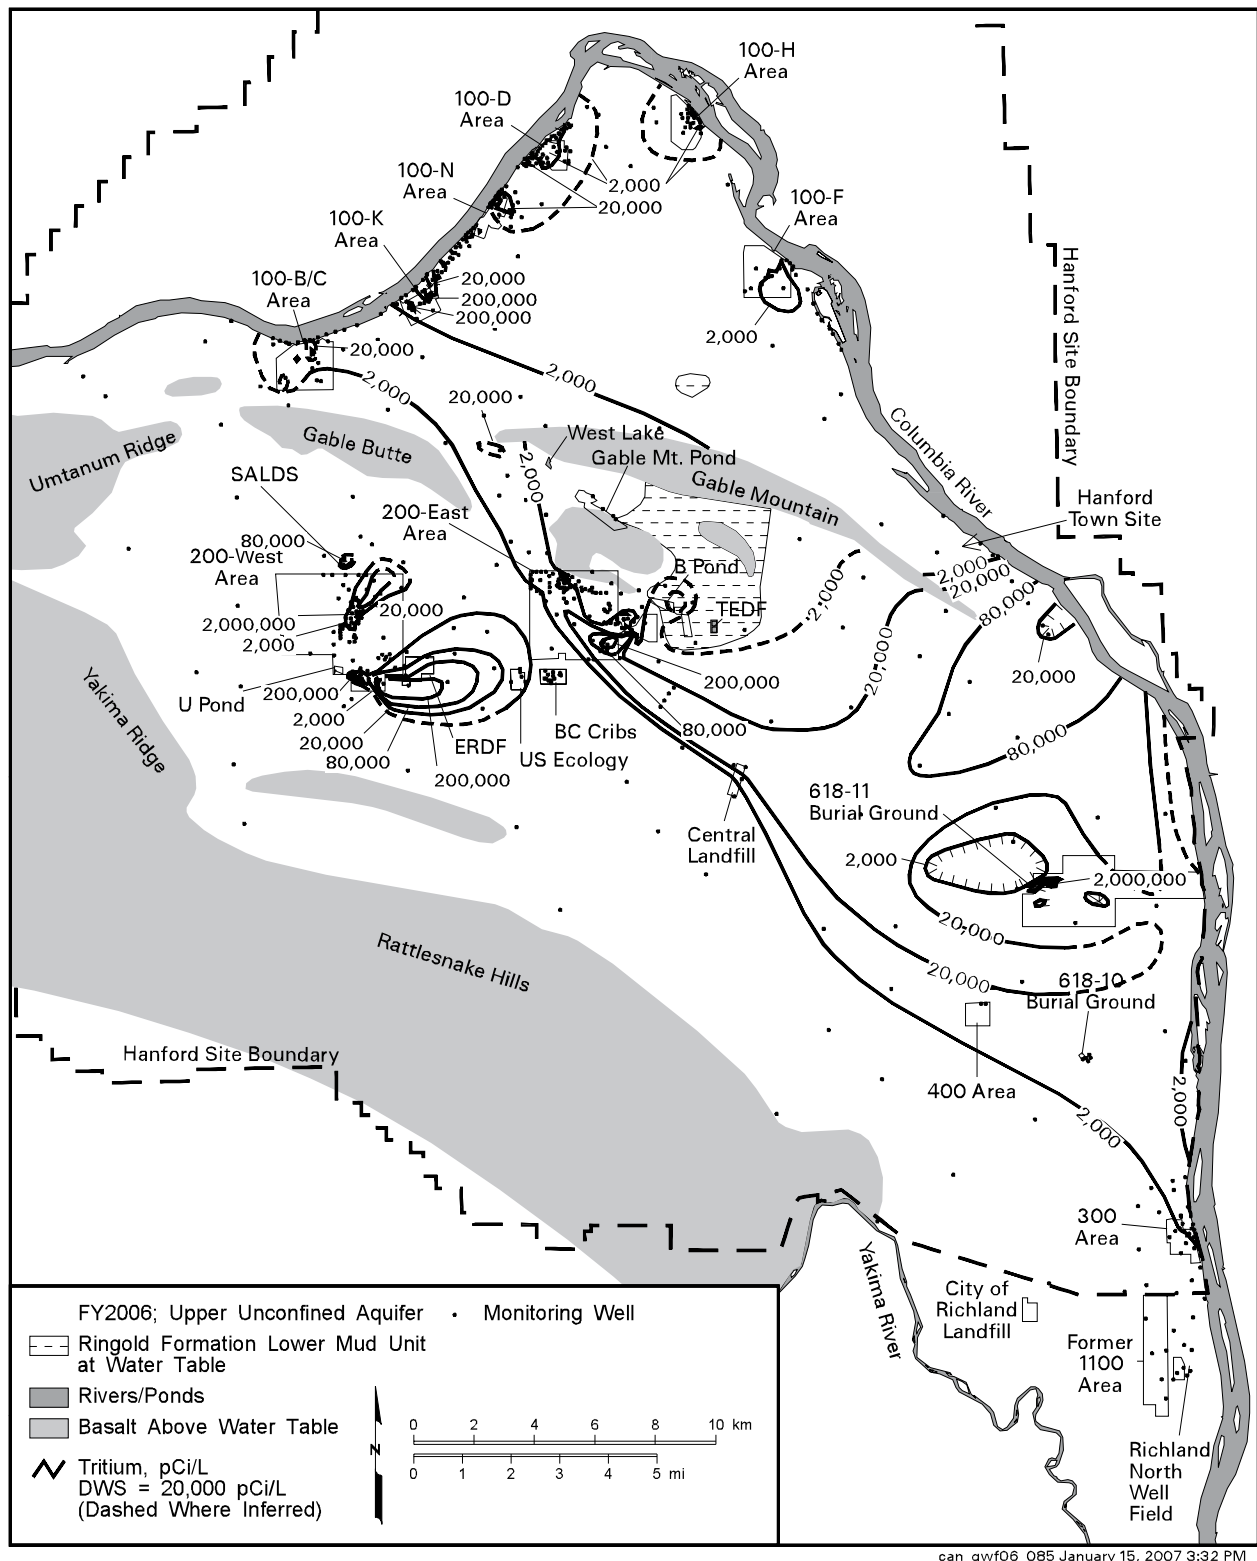 100-H
Area
100-D
Area
2,000
20,000
100-N
Area
100-F
Area
100-K
Area
20,000
200,000
200,000
100-B/C
Area
2,000
20,000
2,000
2,000
20,000
Hanford Site Boundary
Columbia River
West Lake
Gable Mt. Pond
Umtanum Ridge
Gable Butte
2,000
Gable Mountain
SALDS
Hanford
Town Site
200-East
Area
80,000
200-West
Area
2,000
20,000
80,000
B Pond
2,000
TEDF
20,000
2,000,000
2,000
20,000
20,000
200,000
U Pond
200,000
2,000
20,000
80,000
ERDF
200,000
BC Cribs
US Ecology
80,000
80,000
Yakima Ridge
618-11
Burial Ground
Central
Landfill
2,000
2,000,000
20,000
20,000
Rattlesnake Hills
618-10
Burial Ground
Hanford Site Boundary
400 Area
2,000
2,000
300
Area
Yakima River
City of
Richland
Landfill
Former
1100
Area
Richland
North
Well
Field
FY2006; Upper Unconfined Aquifer
Monitoring Well
Ringold Formation Lower Mud Unit
at Water Table
Rivers/Ponds
Basalt Above Water Table
Tritium, pCi/L
DWS = 20,000 pCi/L
(Dashed Where Inferred)
N
0 2 4 6 8 10 km
0 1 2 3 4 5 mi
can_gwf06_085 January 15, 2007 3:32 PM